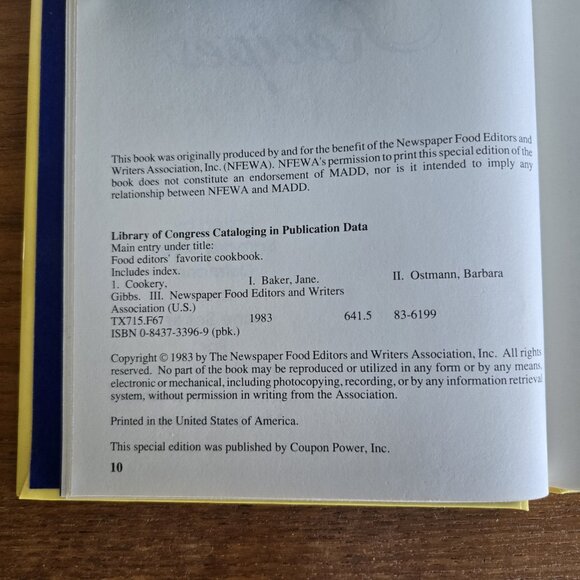 Recipes
This book was originally produced by and for the benefit of the Newspaper Food Editors and
Writers Association, Inc. (NFEWA). NFEWA's permission to print this special edition of the
book does not constitute an endorsement of MADD, nor is it intended to imply any
relationship between NFEWA and MADD.
Library of Congress Cataloging in Publication Data
Main entry under title:
Food editors' favorite cookbook.
Includes index.
1. Cookery, I. Baker, Jane. II. Ostmann, Barbara
Gibbs. III. Newspaper Food Editors and Writers
Association (U.S.)
TX715.F67 1983 641.5 83-6199
ISBN 0-8437-3396-9 (pbk.)
Copyright © 1983 by The Newspaper Food Editors and Writers Association, Inc. All rights
reserved. No part of the book may be reproduced or utilized in any form or by any means,
electronic or mechanical, including photocopying, recording, or by any information retrieval
system, without permission in writing from the Association.
Printed in the United States of America.
This special edition was published by Coupon Power, Inc.
10